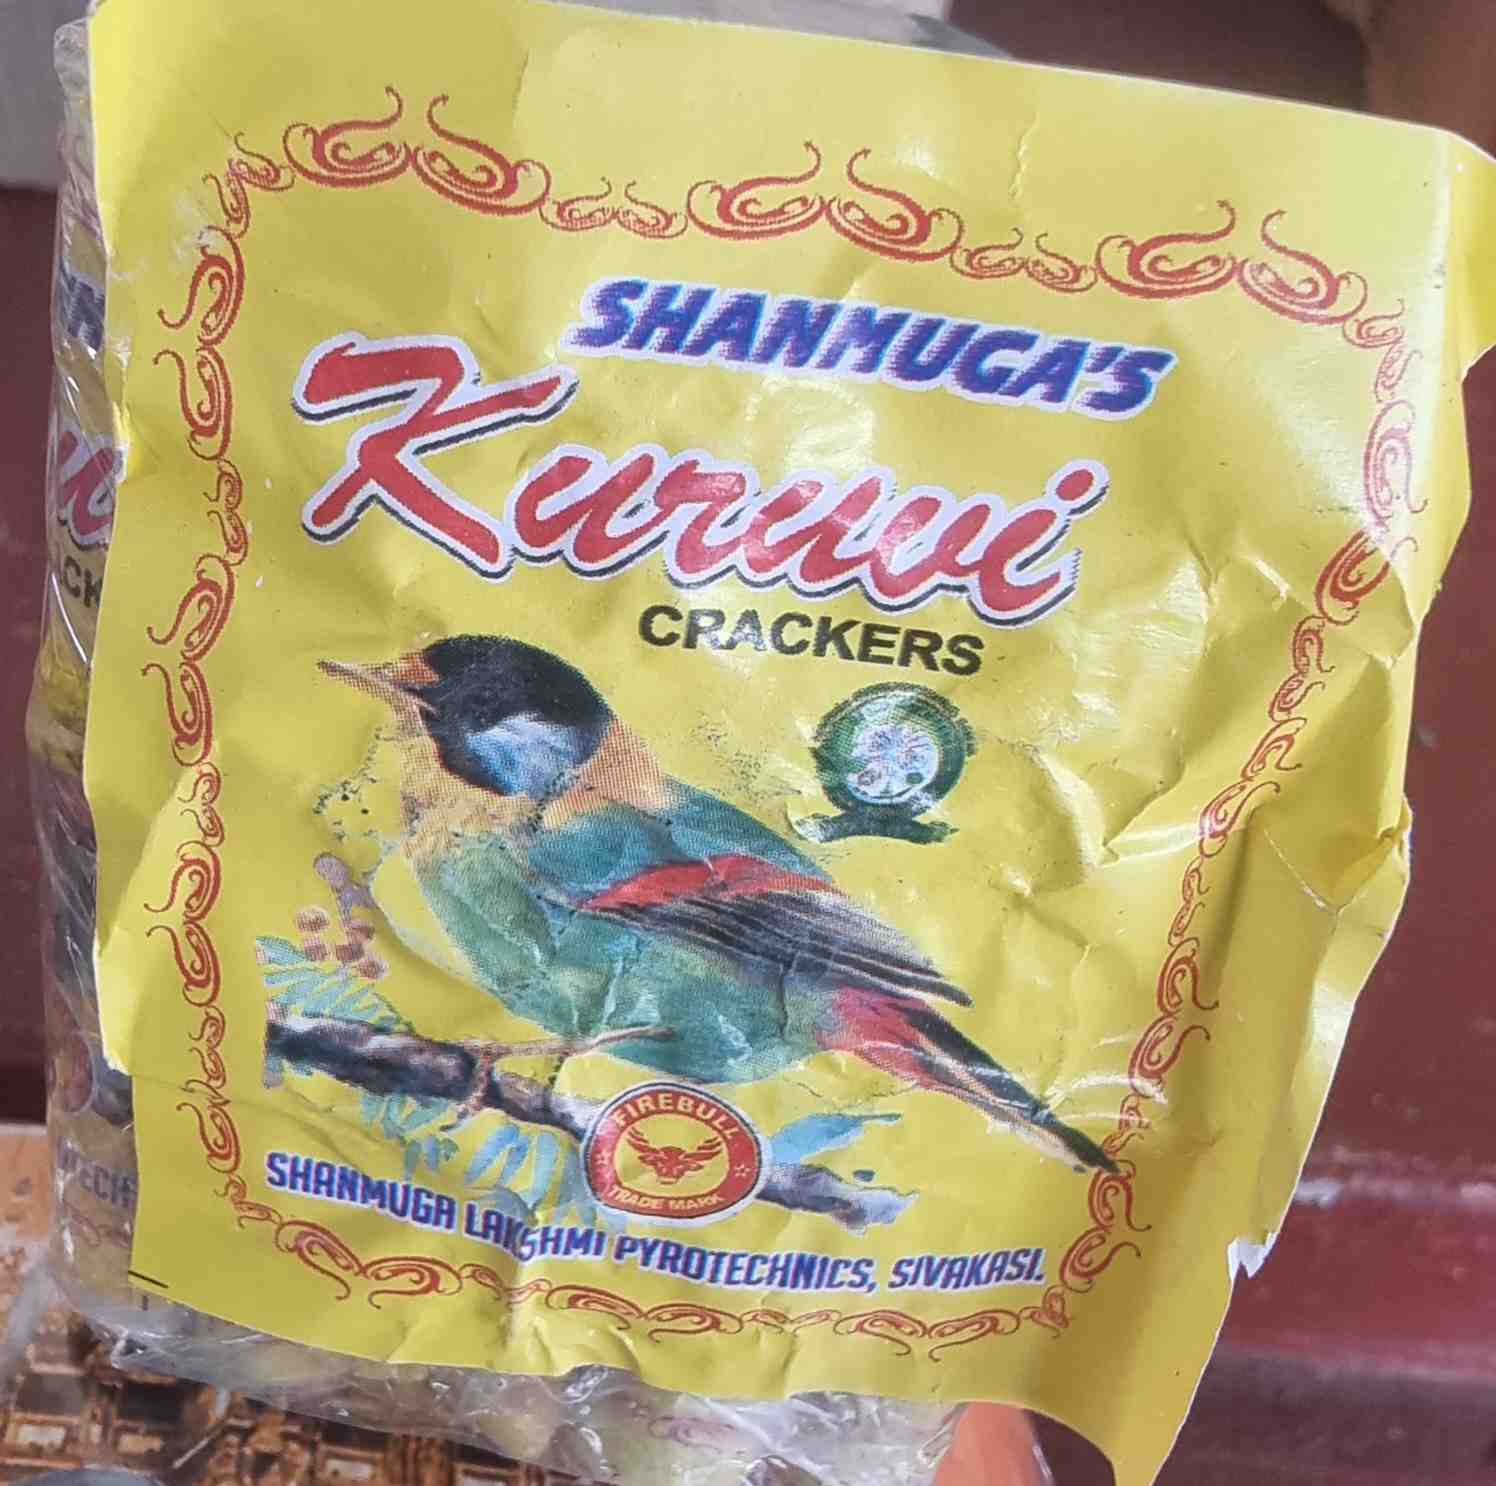 SHANMUGA'S
Kuruvi
CRACKERS
FIREBULL
TRADE MARK
SHANMUGA LAKSHMI PYROTECHNICS, SIVAKASI.